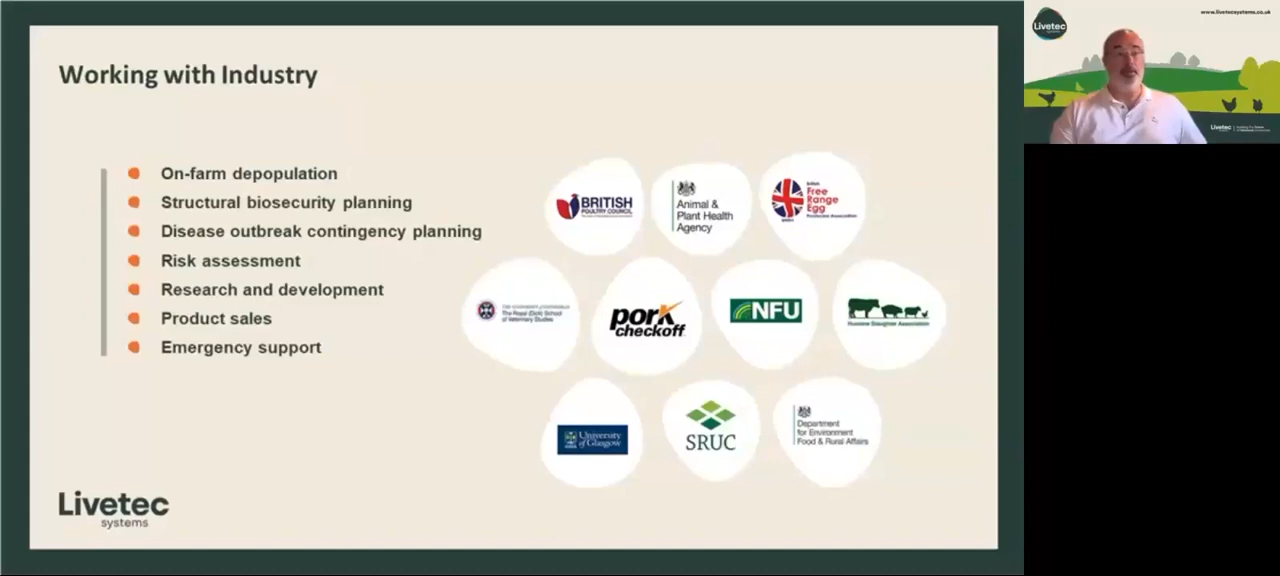 Working with Industry
On-farm depopulation
Structural biosecurity planning
Disease outbreak contingency planning
Risk assessment
Research and development
Product sales
Emergency support
BRITISH
POULTRY COUNCIL
Animal &
Plant Health
Agency
Free
Range
Egg
The Royal (Dick) School
of Veterinary Studies
pork
checkoff
NFU
Humane Slaughter Association
University
of Glasgow
SRUC
Department
for Environment
Food & Rural Affairs
Livetec
systems
Livetec
systems
www.livetecsystems.co.uk
Livetec